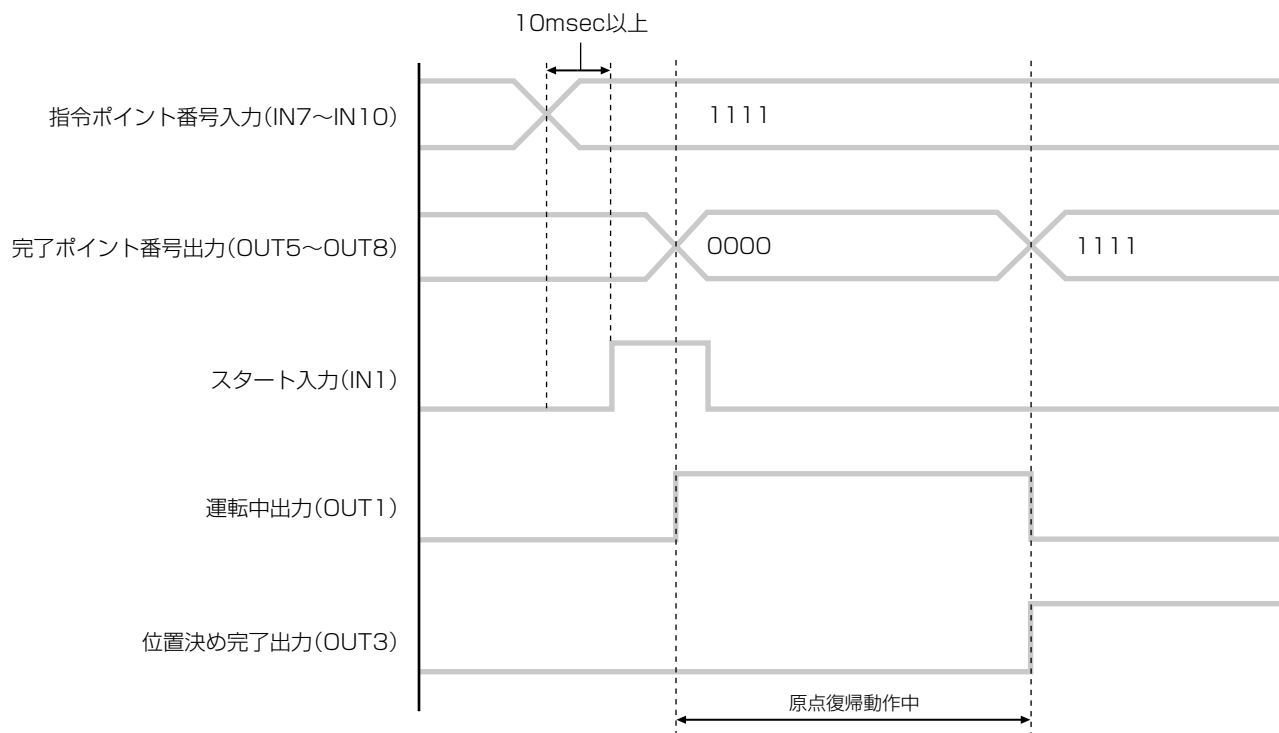 10msec以上
指令ポイント番号入力(IN7～IN10)
1111
完了ポイント番号出力(OUT5～OUT8)
0000
1111
スタート入力(IN1)
運転中出力(OUT1)
位置決め完了出力(OUT3)
原点復帰動作中